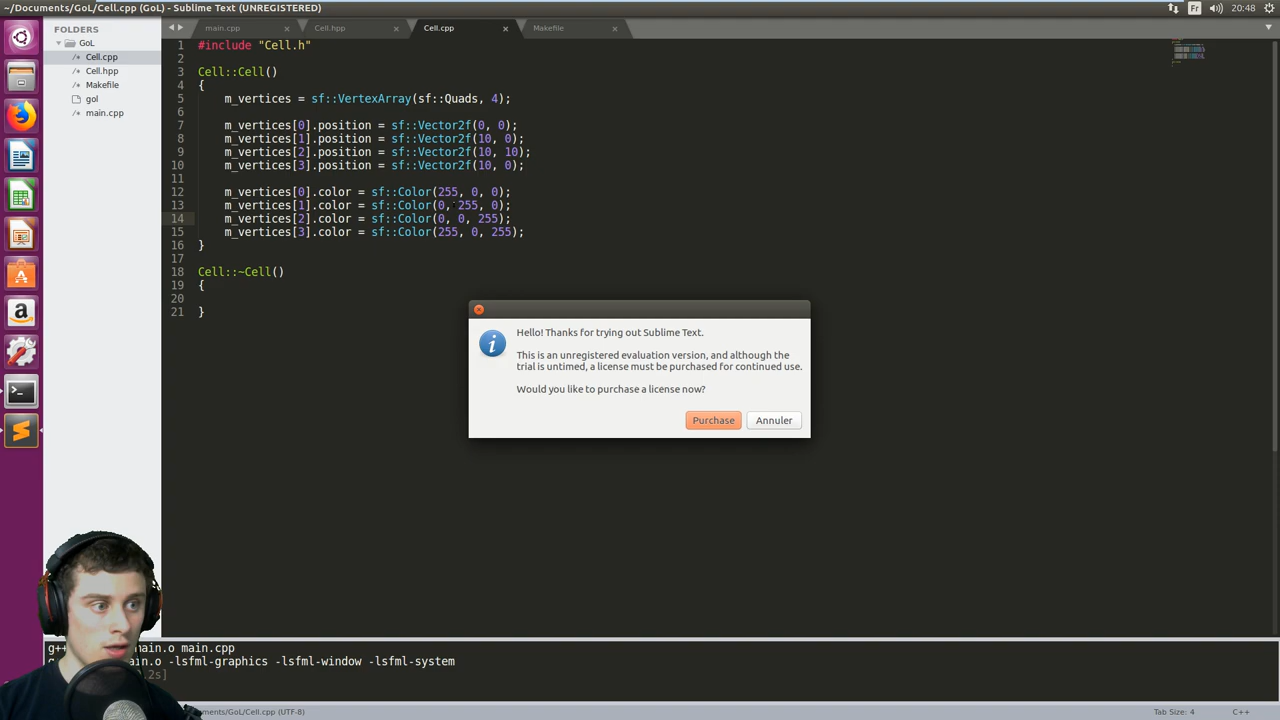 ~/Documents/GoL/Cell.cpp (GoL) - Sublime Text (UNREGISTERED)
Fr
20:48
FOLDERS
GoL
Cell.cpp
Cell.hpp
Makefile
gol
main.cpp
main.cpp
Cell.hpp
Cell.cpp
Makefile
1 #include "Cell.h"
2
3 Cell::Cell()
4 {
5 m_vertices = sf::VertexArray(sf::Quads, 4);
6
7 m_vertices[0].position = sf::Vector2f(0, 0);
8 m_vertices[1].position = sf::Vector2f(10, 0);
9 m_vertices[2].position = sf::Vector2f(10, 10);
10 m_vertices[3].position = sf::Vector2f(10, 0);
11
12 m_vertices[0].color = sf::Color(255, 0, 0);
13 m_vertices[1].color = sf::Color(0, 255, 0);
14 m_vertices[2].color = sf::Color(0, 0, 255);
15 m_vertices[3].color = sf::Color(255, 0, 255);
16 }
17
18 Cell::~Cell()
19 {
20
21 }
Hello! Thanks for trying out Sublime Text.
This is an unregistered evaluation version, and although the
trial is untimed, a license must be purchased for continued use.
Would you like to purchase a license now?
Purchase
Annuler
g++ main.o main.cpp
g main.o -lsfml-graphics -lsfml-window -lsfml-system
.2s]
GoL/Cell.cpp (UTF-8)
Tab Size: 4
C++